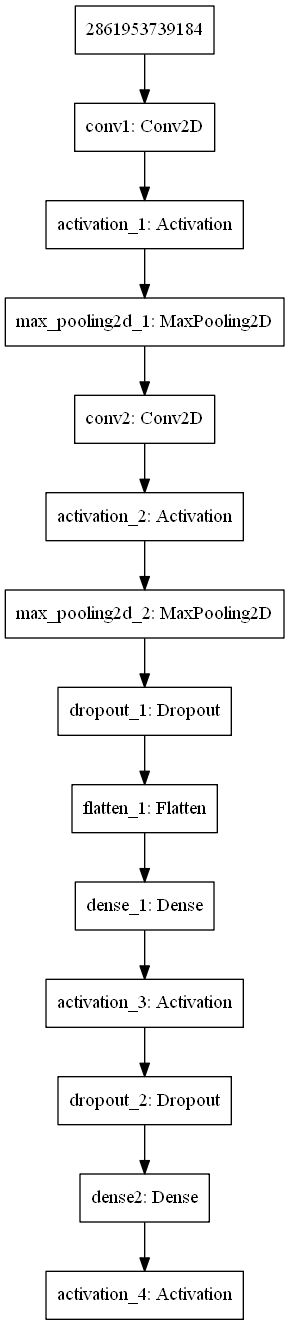 2861953739184
conv1: Conv2D
activation_1: Activation
max_pooling2d_1: MaxPooling2D
conv2: Conv2D
activation_2: Activation
max_pooling2d_2: MaxPooling2D
dropout_1: Dropout
flatten_1: Flatten
dense_1: Dense
activation_3: Activation
dropout_2: Dropout
dense2: Dense
activation_4: Activation